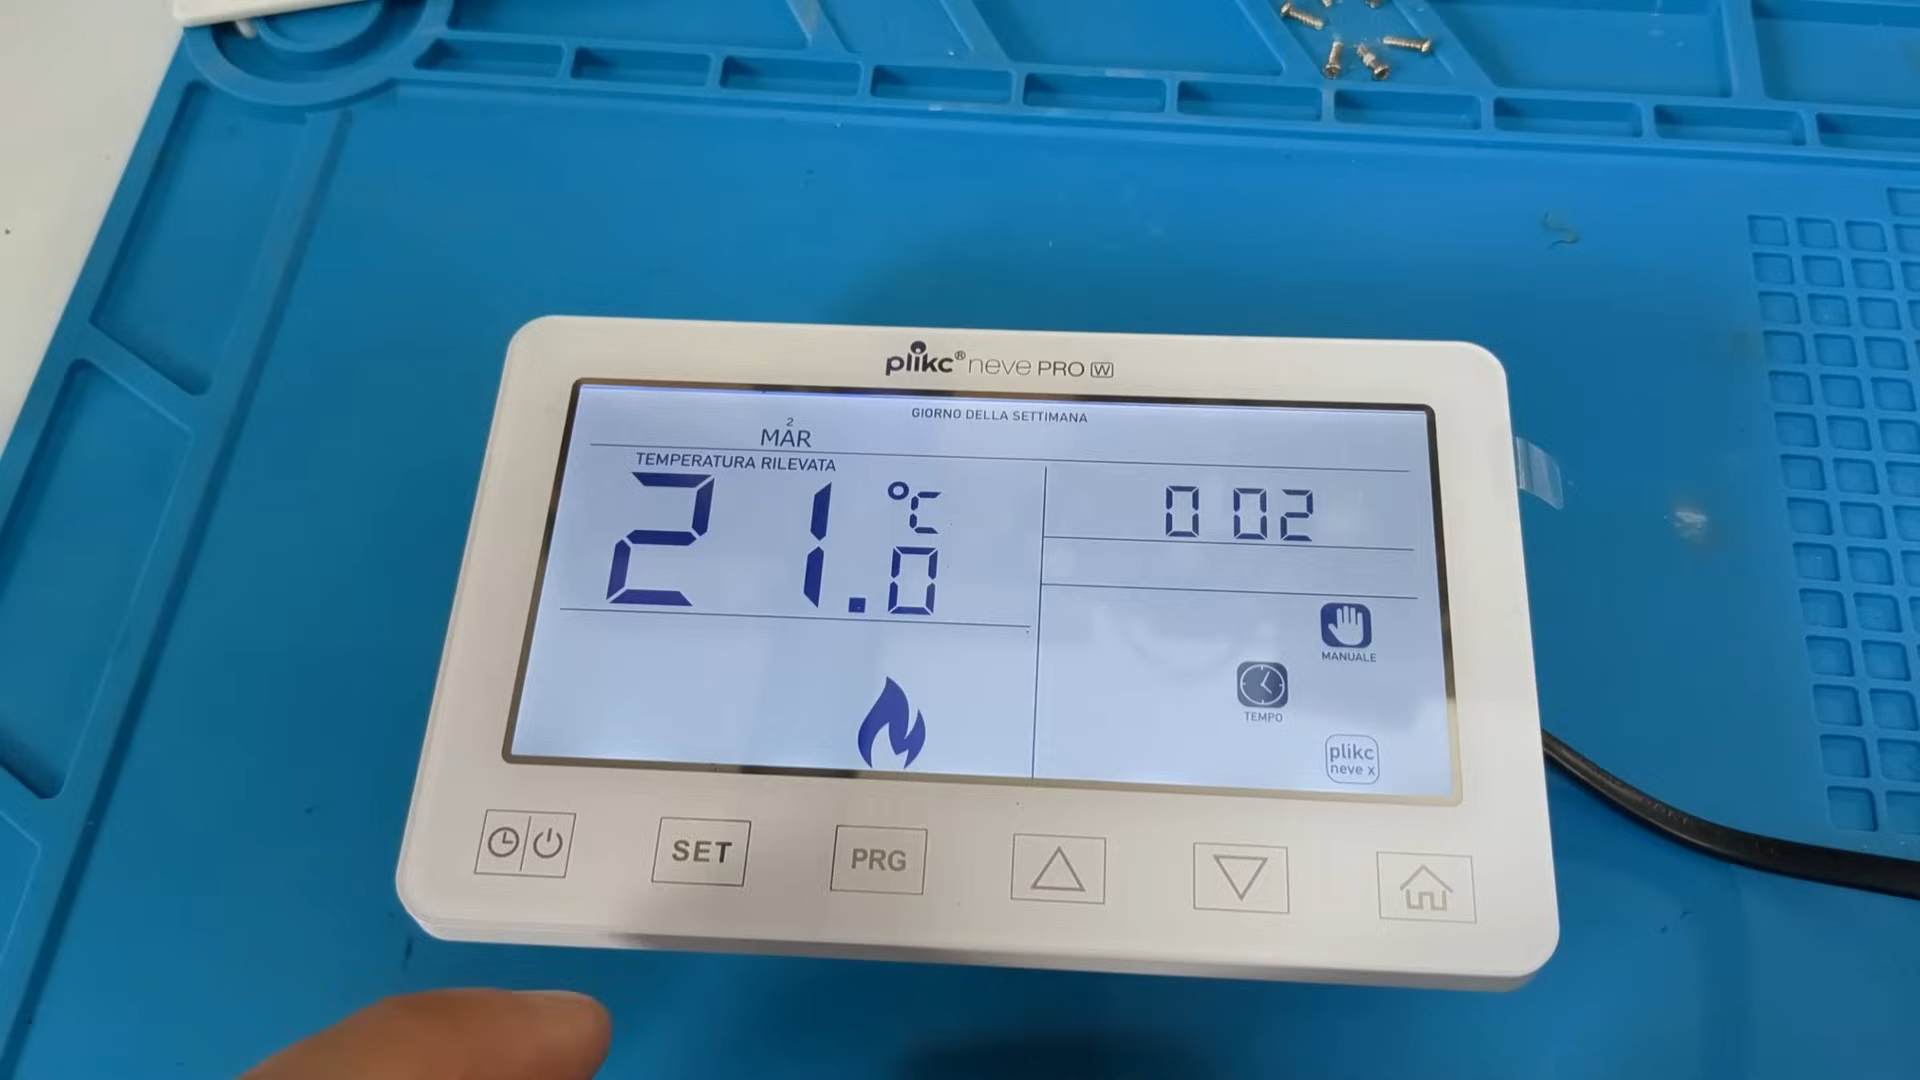 plikc® neve PRO W
GIORNO DELLA SETTIMANA
2
MAR
TEMPERATURA RILEVATA
21.0 °C
0 02
MANUALE
TEMPO
plikc
neve x
SET
PRG